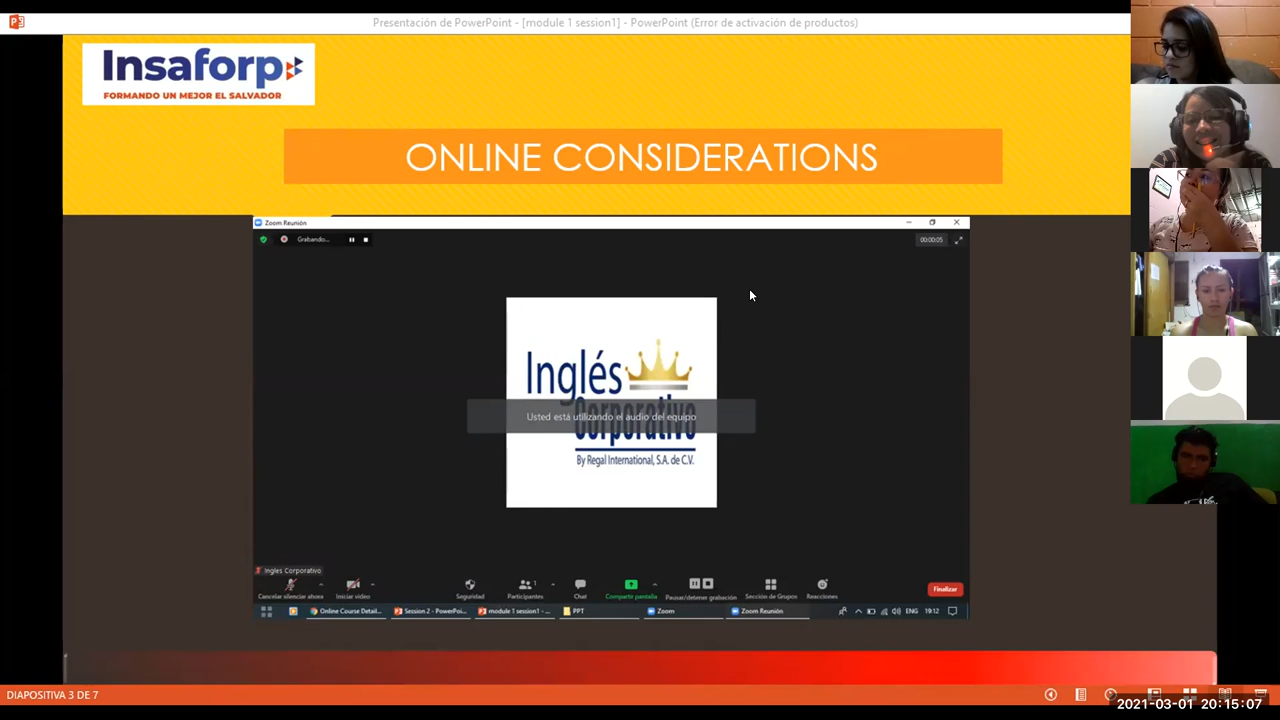 Presentación de PowerPoint - [module 1 session1] - PowerPoint (Error de activación de productos)
Insaforp
FORMANDO UN MEJOR EL SALVADOR
ONLINE CONSIDERATIONS
Zoom Reunión
Grabando...
00:00:05
Inglés
Usted está utilizando el audio del equipo
Corporativo
By Regal International, S.A. de C.V.
Ingles Corporativo
Cancelar silenciar ahora
Iniciar video
Seguridad
Participantes
1
Chat
Compartir pantalla
Pausar/detener grabación
Sección de Grupos
Reacciones
Finalizar
Online Course Detail...
Session 2 - PowerPoi...
module 1 session1 - ...
PPT
Zoom
Zoom Reunión
ENG
19:12
DIAPOSITIVA 3 DE 7
2021-03-01 20:15:07